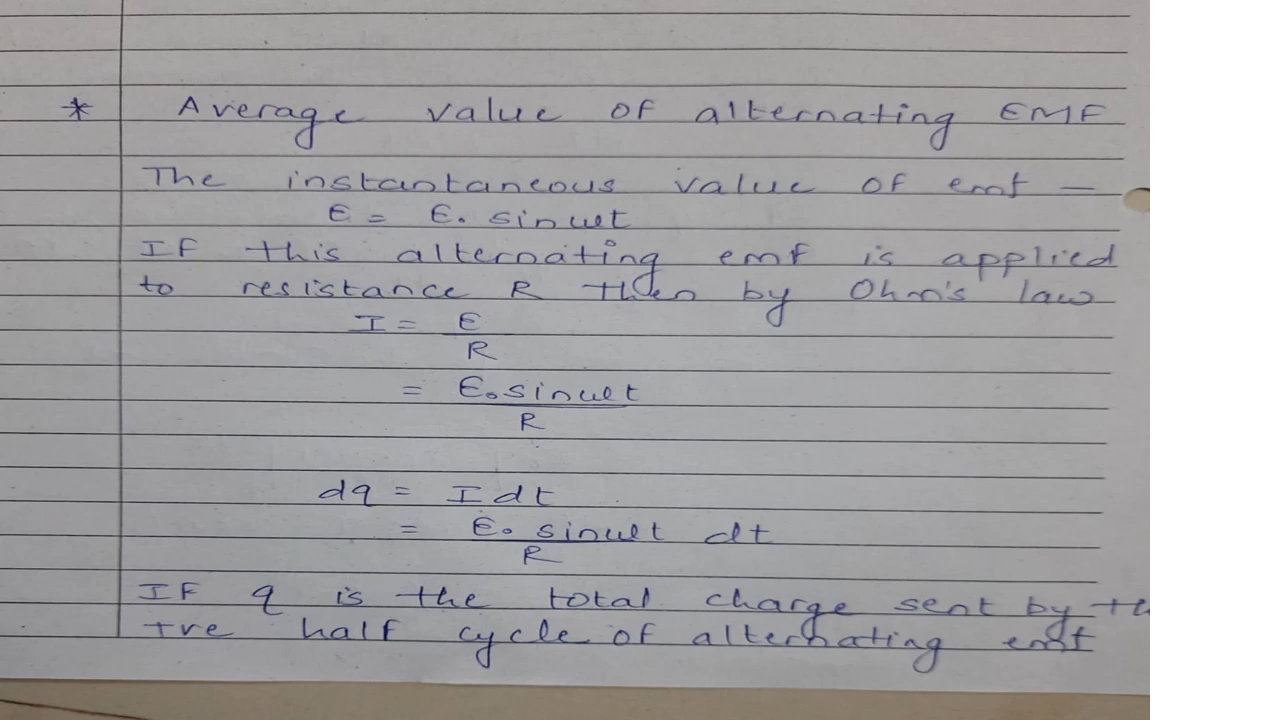 * Average value of alternating EMF
The instantaneous value of emf —
E = E₀ sinωt
If this alternating emf is applied
to resistance R then by Ohm's law
I = E
R
= E₀ sinωt
R
dq = I dt
= E₀ sinωt dt
R
If q is the total charge sent by
+ve half cycle of alternating emf